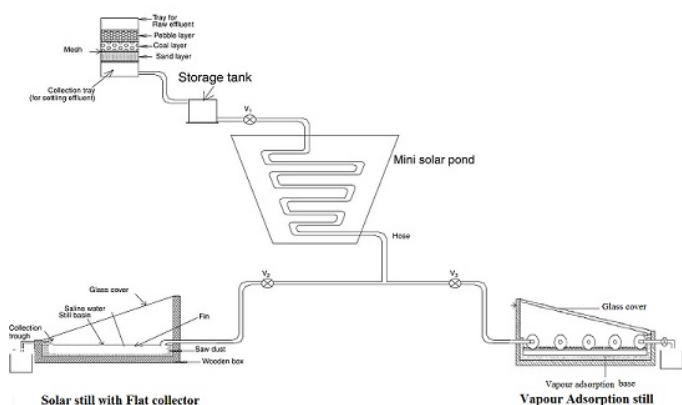 Tray for
Raw effluent
Pebble layer
Coal layer
Mesh
Sand layer
Collection tray
(for settling effluent)
Storage tank
V₁
Mini solar pond
Hose
V₂
V₃
Glass cover
Saline water
Still basin
Fin
Collection
trough
Saw dust
Wooden box
Solar still with Flat collector
Glass cover
Vapour adsorption base
Vapour Adsorption still